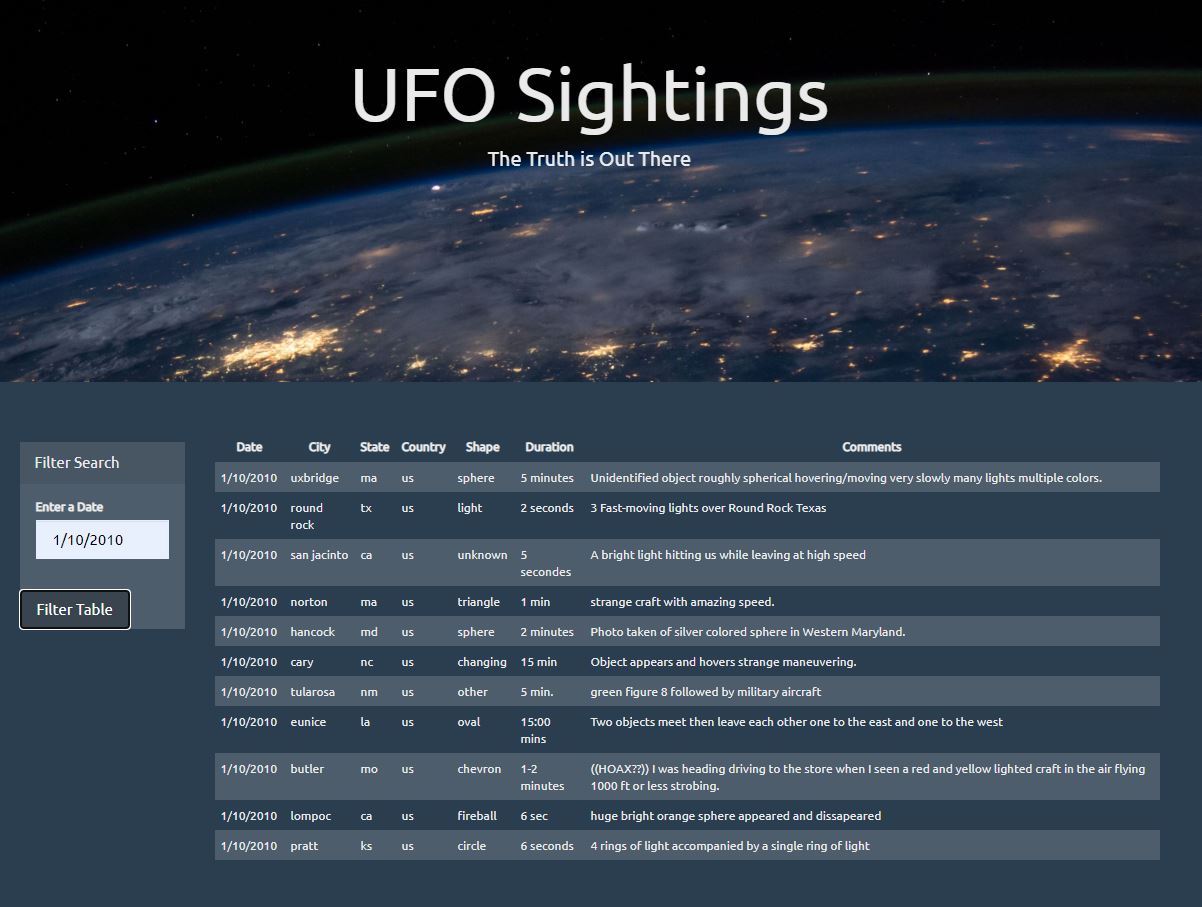 UFO Sightings
The Truth is Out There
Filter Search
Enter a Date
1/10/2010
Filter Table
Date City State Country Shape Duration Comments
1/10/2010 uxbridge ma us sphere 5 minutes Unidentified object roughly spherical hovering/moving very slowly many lights multiple colors.
1/10/2010 round rock tx us light 2 seconds 3 Fast-moving lights over Round Rock Texas
1/10/2010 san jacinto ca us unknown 5 secondes A bright light hitting us while leaving at high speed
1/10/2010 norton ma us triangle 1 min strange craft with amazing speed.
1/10/2010 hancock md us sphere 2 minutes Photo taken of silver colored sphere in Western Maryland.
1/10/2010 cary nc us changing 15 min Object appears and hovers strange maneuvering.
1/10/2010 tularosa nm us other 5 min. green figure 8 followed by military aircraft
1/10/2010 eunice la us oval 15:00 mins Two objects meet then leave each other one to the east and one to the west
1/10/2010 butler mo us chevron 1-2 minutes ((HOAX??)) I was heading driving to the store when I seen a red and yellow lighted craft in the air flying
1000 ft or less strobing.
1/10/2010 lompoc ca us fireball 6 sec huge bright orange sphere appeared and dissapeared
1/10/2010 pratt ks us circle 6 seconds 4 rings of light accompanied by a single ring of light